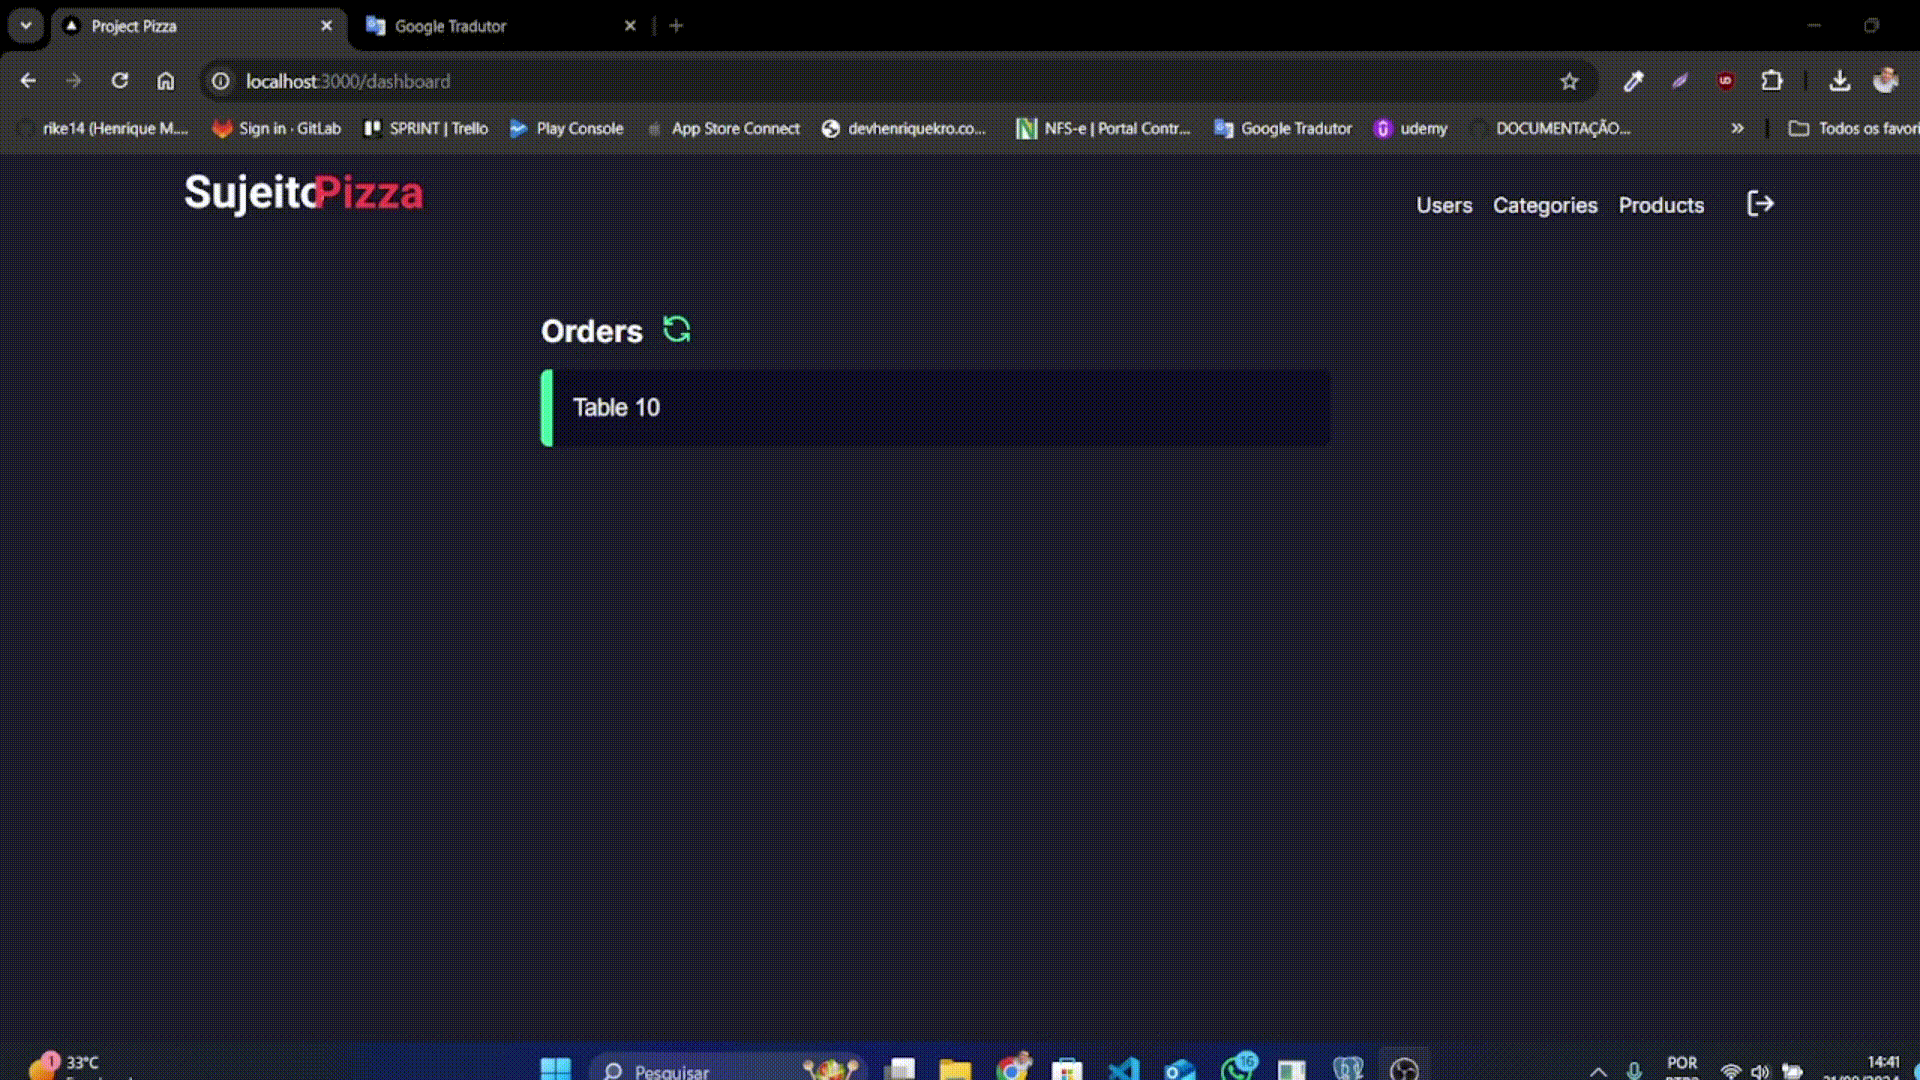 Project Pizza
Google Tradutor
localhost:3000/dashboard
rike14 (Henrique M....
Sign in · GitLab
SPRINT | Trello
Play Console
App Store Connect
devhenriquekro.co...
NFS-e | Portal Contr...
Google Tradutor
udemy
DOCUMENTAÇÃO...
Todos os favori
SujeitoPizza
Users
Categories
Products
Orders
Table 10
1
33°C
Pesquisar
16
POR
14:41